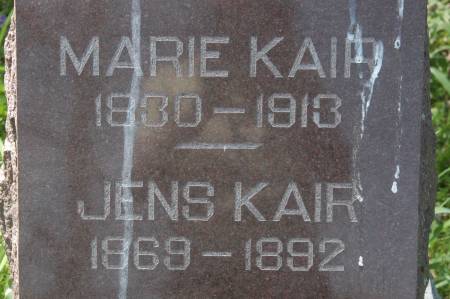 MARIE KAIR
1830-1913
JENS KAIR
1869-1892